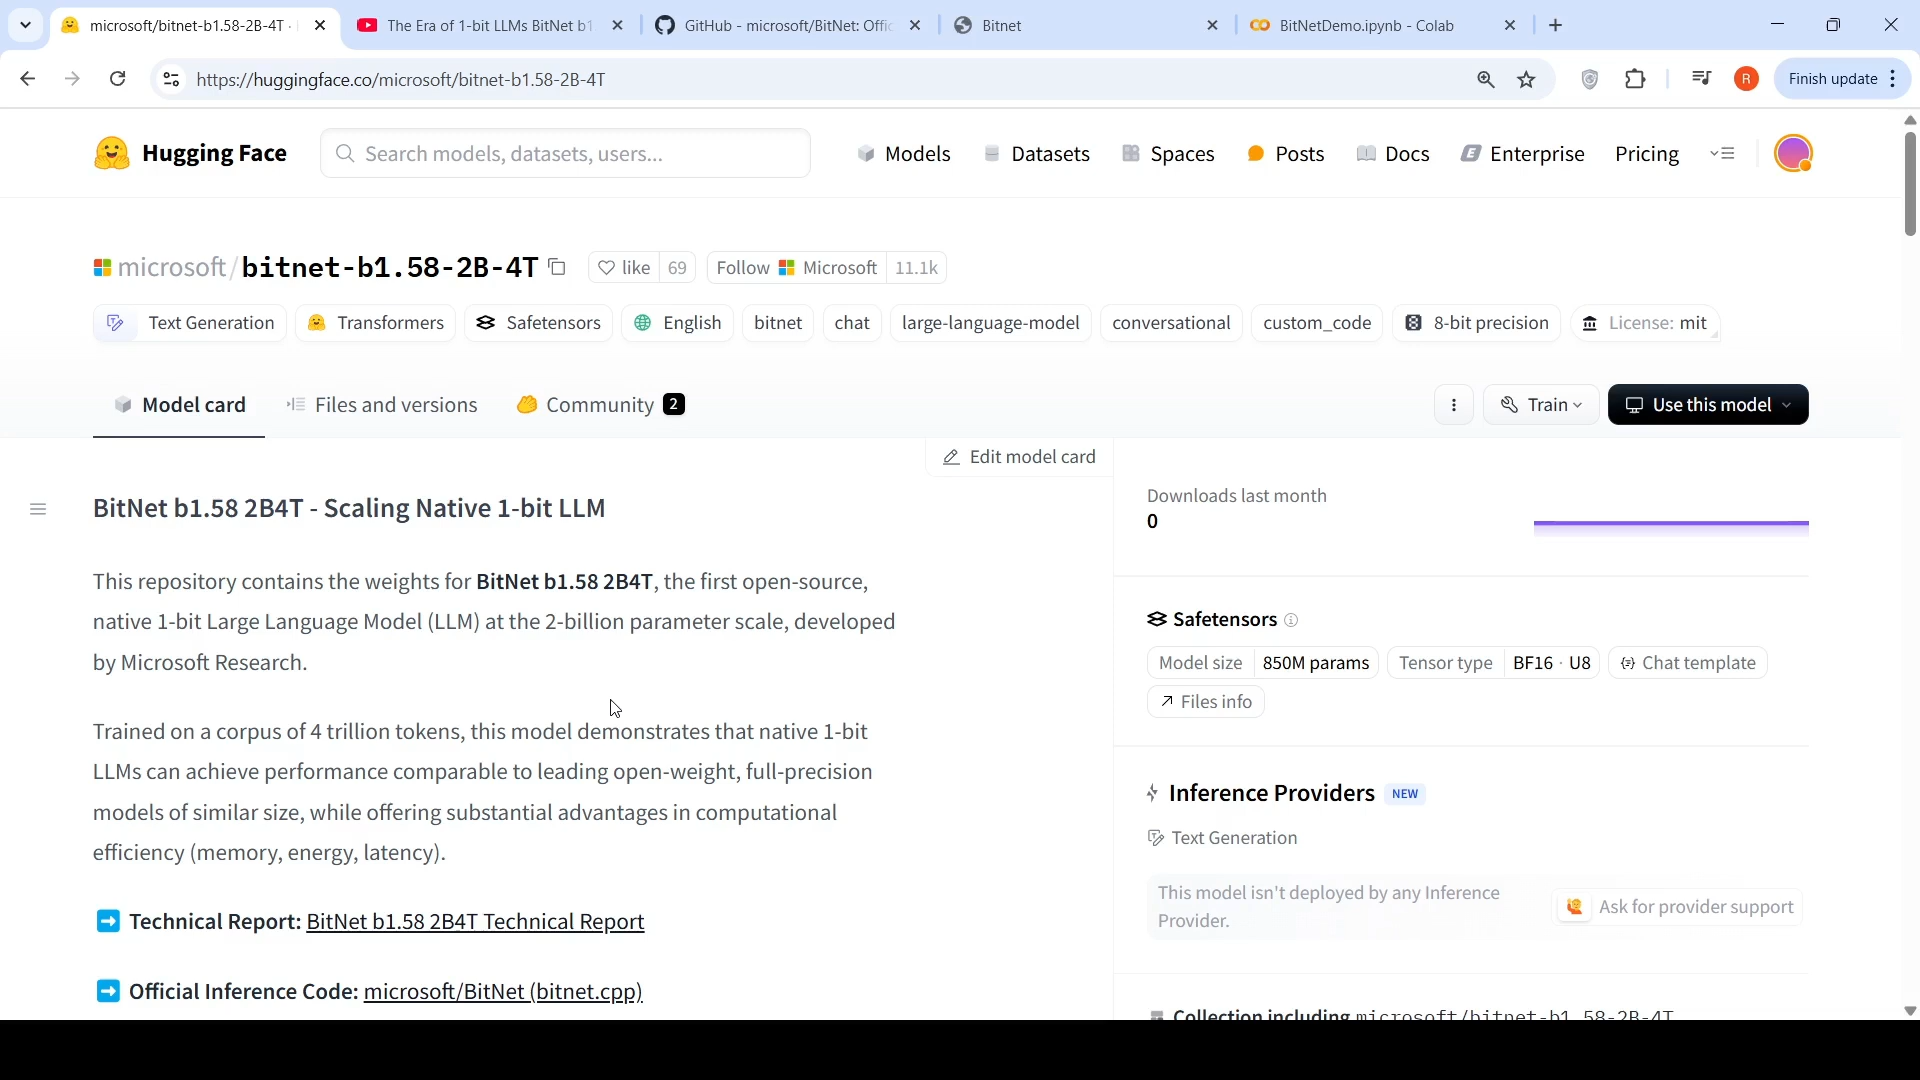 microsoft/bitnet-b1.58-2B-4T ·
The Era of 1-bit LLMs BitNet b1
GitHub - microsoft/BitNet: Offic
Bitnet
BitNetDemo.ipynb - Colab
https://huggingface.co/microsoft/bitnet-b1.58-2B-4T
R
Finish update
Hugging Face
Search models, datasets, users...
Models
Datasets
Spaces
Posts
Docs
Enterprise
Pricing
microsoft/bitnet-b1.58-2B-4T
like 69
Follow Microsoft 11.1k
Text Generation
Transformers
Safetensors
English
bitnet
chat
large-language-model
conversational
custom_code
8-bit precision
License: mit
Model card
Files and versions
Community 2
Train
Use this model
Edit model card
BitNet b1.58 2B4T - Scaling Native 1-bit LLM
This repository contains the weights for BitNet b1.58 2B4T, the first open-source,
native 1-bit Large Language Model (LLM) at the 2-billion parameter scale, developed
by Microsoft Research.
Trained on a corpus of 4 trillion tokens, this model demonstrates that native 1-bit
LLMs can achieve performance comparable to leading open-weight, full-precision
models of similar size, while offering substantial advantages in computational
efficiency (memory, energy, latency).
Technical Report: BitNet b1.58 2B4T Technical Report
Official Inference Code: microsoft/BitNet (bitnet.cpp)
Downloads last month
0
Safetensors
Model size 850M params
Tensor type BF16 · U8
Chat template
Files info
Inference Providers NEW
Text Generation
This model isn't deployed by any Inference
Provider.
Ask for provider support
Collection including microsoft/bitnet-b1.58-2B-4T